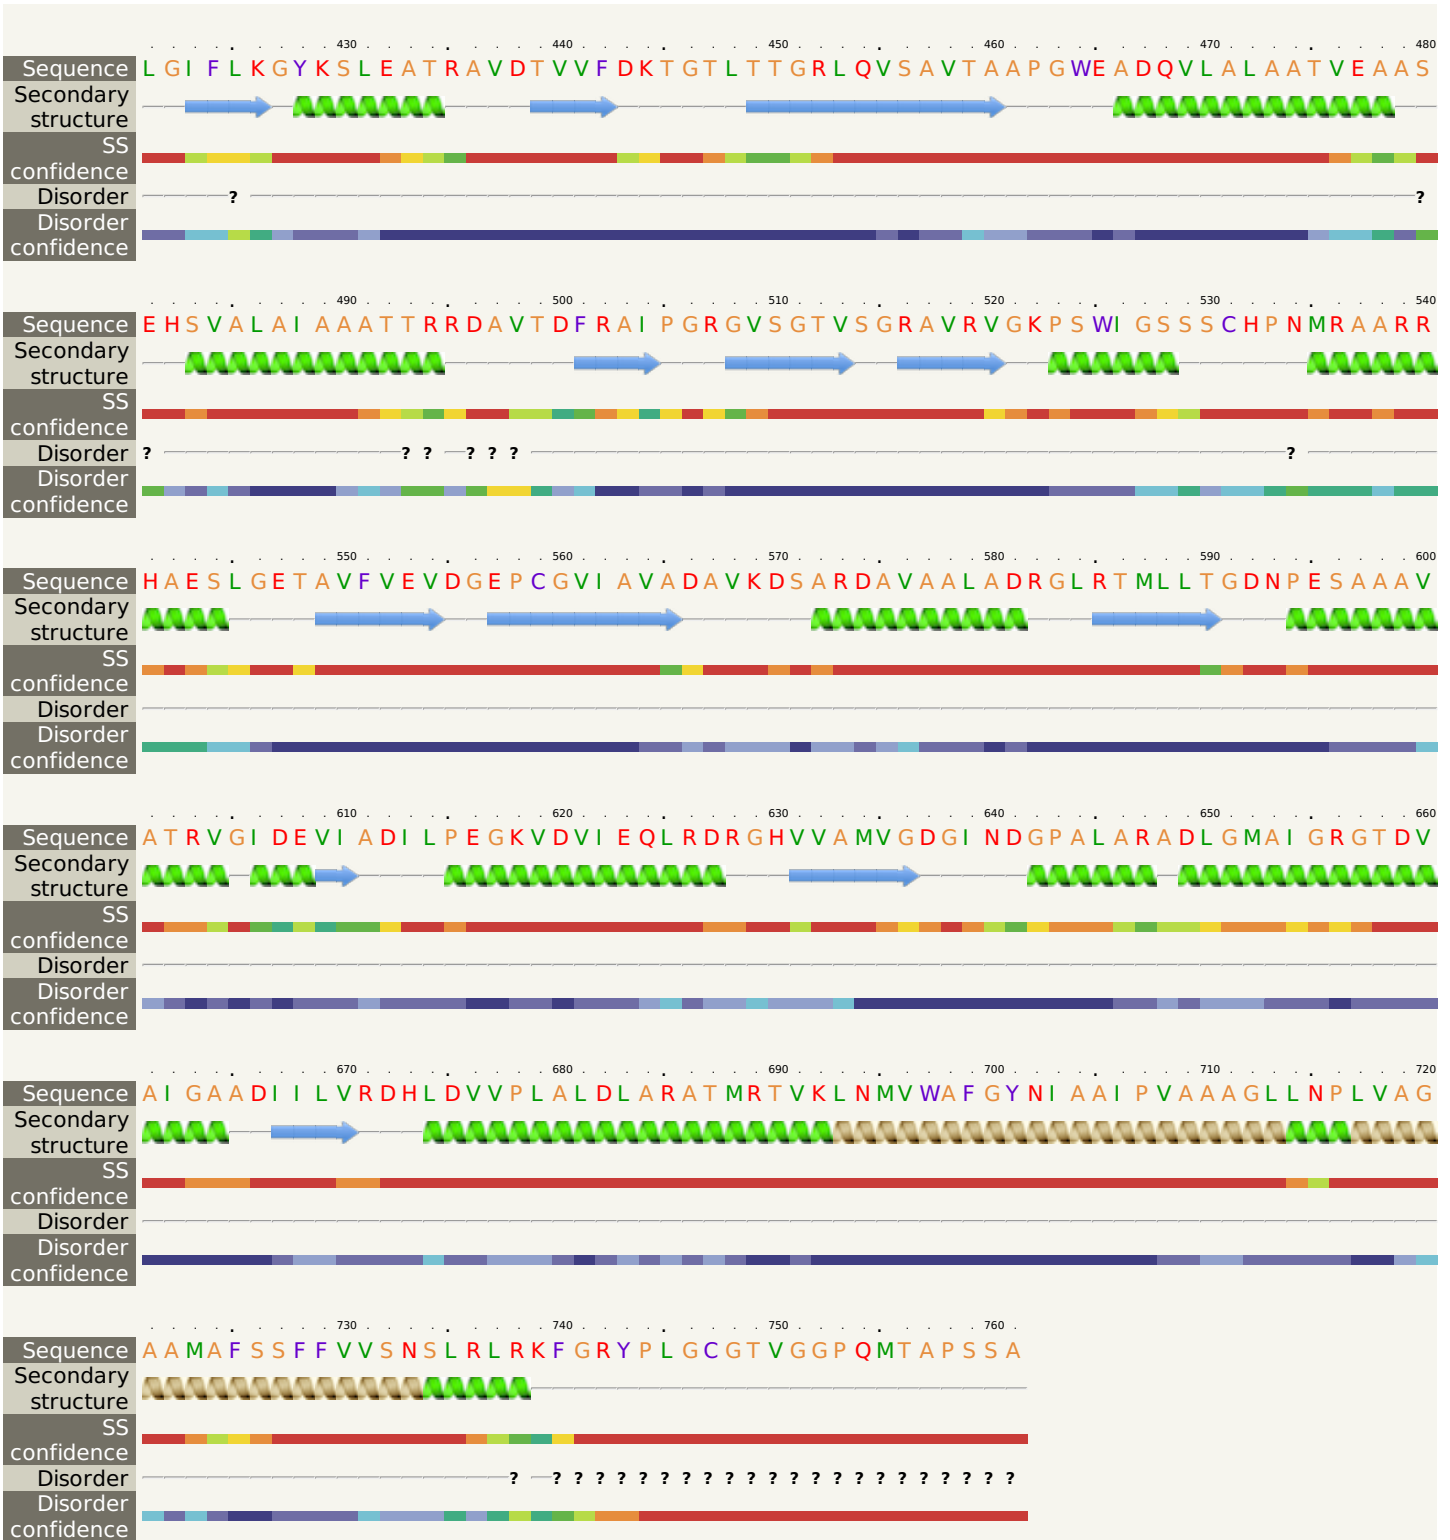 430 440 450 460 470 480
Sequence L G I F L K G Y K S L E A T R A V D T V V F D K T G T L T T G R L Q V S A V T A A P G W E A D Q V L A L A A T V E A A S
Secondary
structure
SS
confidence
Disorder ? ?
Disorder
confidence
490 500 510 520 530 540
Sequence E H S V A L A I A A A T T R R D A V T D F R A I P G R G V S G T V S G R A V R V G K P S W I G S S S C H P N M R A A R R
Secondary
structure
SS
confidence
Disorder ? ? ? ? ? ? ?
Disorder
confidence
550 560 570 580 590 600
Sequence H A E S L G E T A V F V E V D G E P C G V I A V A D A V K D S A R D A V A A L A D R G L R T M L L T G D N P E S A A A V
Secondary
structure
SS
confidence
Disorder
Disorder
confidence
610 620 630 640 650 660
Sequence A T R V G I D E V I A D I L P E G K V D V I E Q L R D R G H V V A M V G D G I N D G P A L A R A D L G M A I G R G T D V
Secondary
structure
SS
confidence
Disorder
Disorder
confidence
670 680 690 700 710 720
Sequence A I G A A D I I L V R D H L D V V P L A L D L A R A T M R T V K L N M V W A F G Y N I A A I P V A A A G L L N P L V A G
Secondary
structure
SS
confidence
Disorder
Disorder
confidence
730 740 750 760
Sequence A A M A F S S F F V V S N S L R L R K F G R Y P L G C G T V G G P Q M T A P S S A
Secondary
structure
SS
confidence
Disorder ? ? ? ? ? ? ? ? ? ? ? ? ? ? ? ? ? ? ? ? ? ? ?
Disorder
confidence